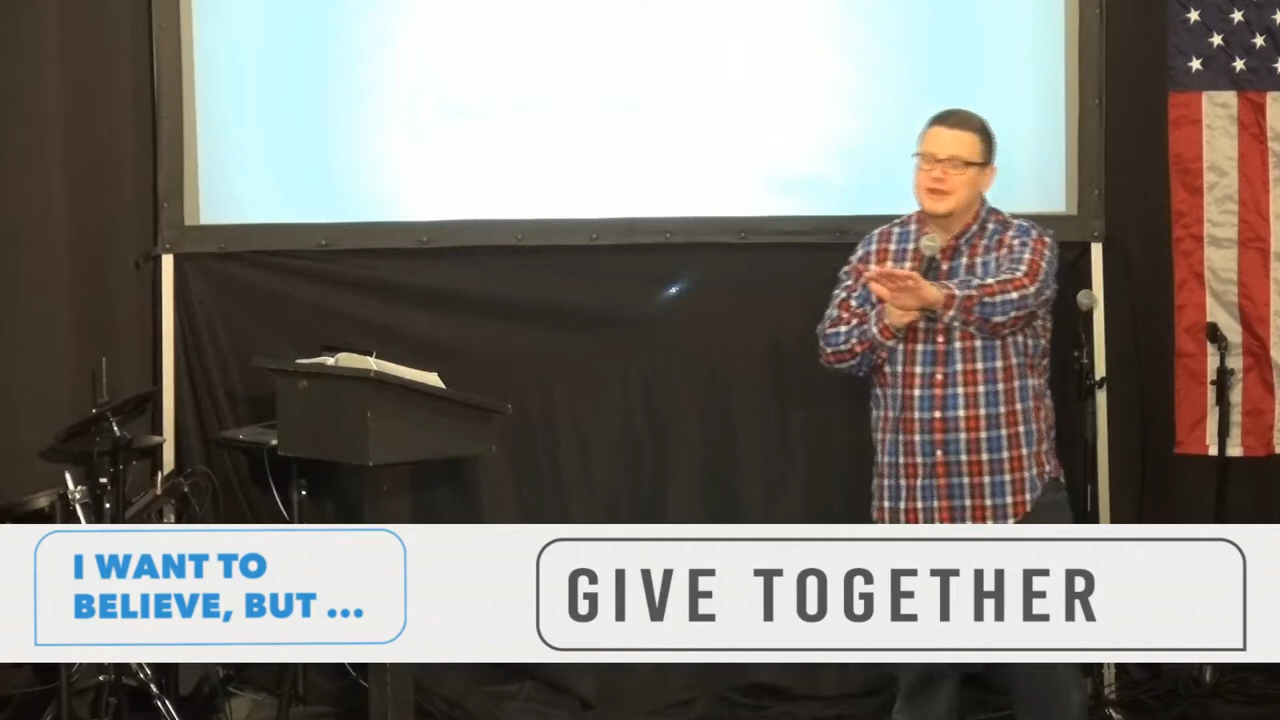 I WANT TO
BELIEVE, BUT ...
GIVE TOGETHER